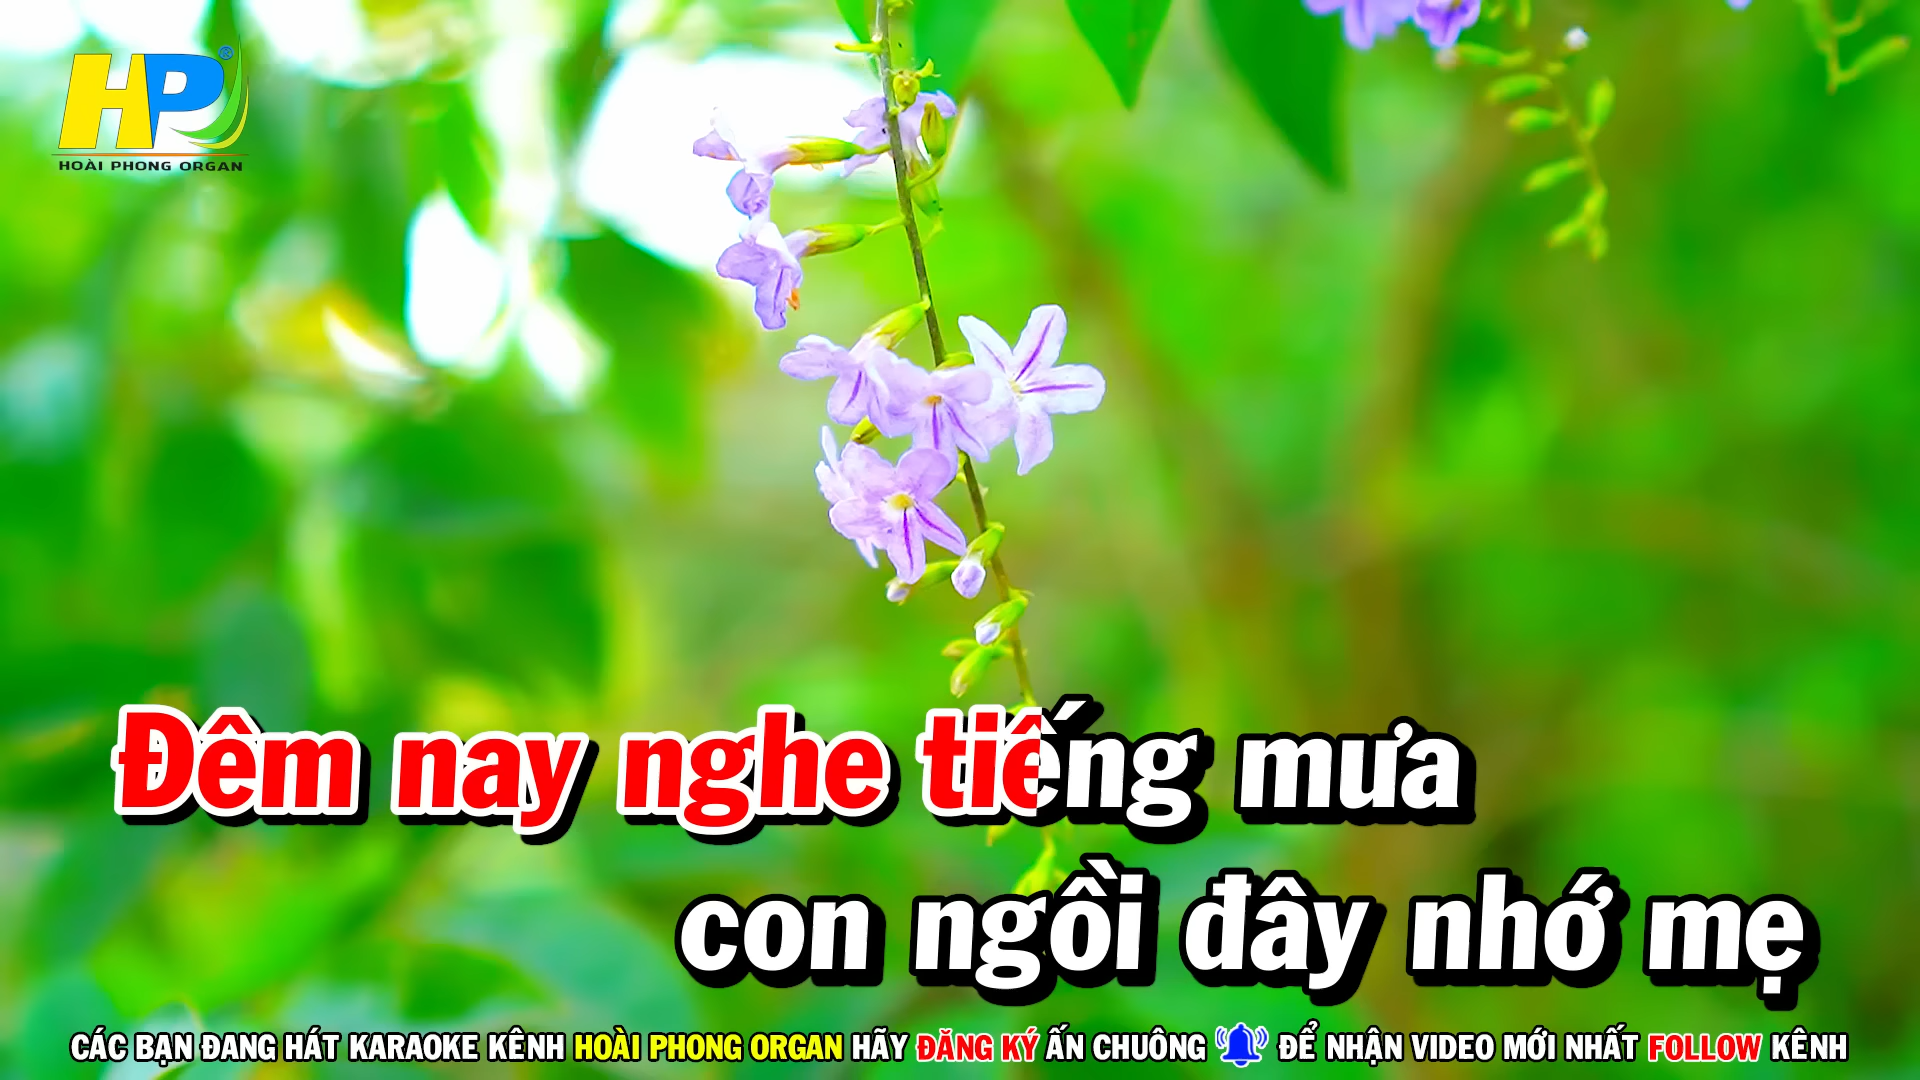 HP®
HOÀI PHONG ORGAN
Đêm nay nghe tiếng mưa
con ngồi đây nhớ mẹ
CÁC BẠN ĐANG HÁT KARAOKE KÊNH HOÀI PHONG ORGAN HÃY ĐĂNG KÝ ẤN CHUÔNG ĐỂ NHẬN VIDEO MỚI NHẤT FOLLOW KÊNH